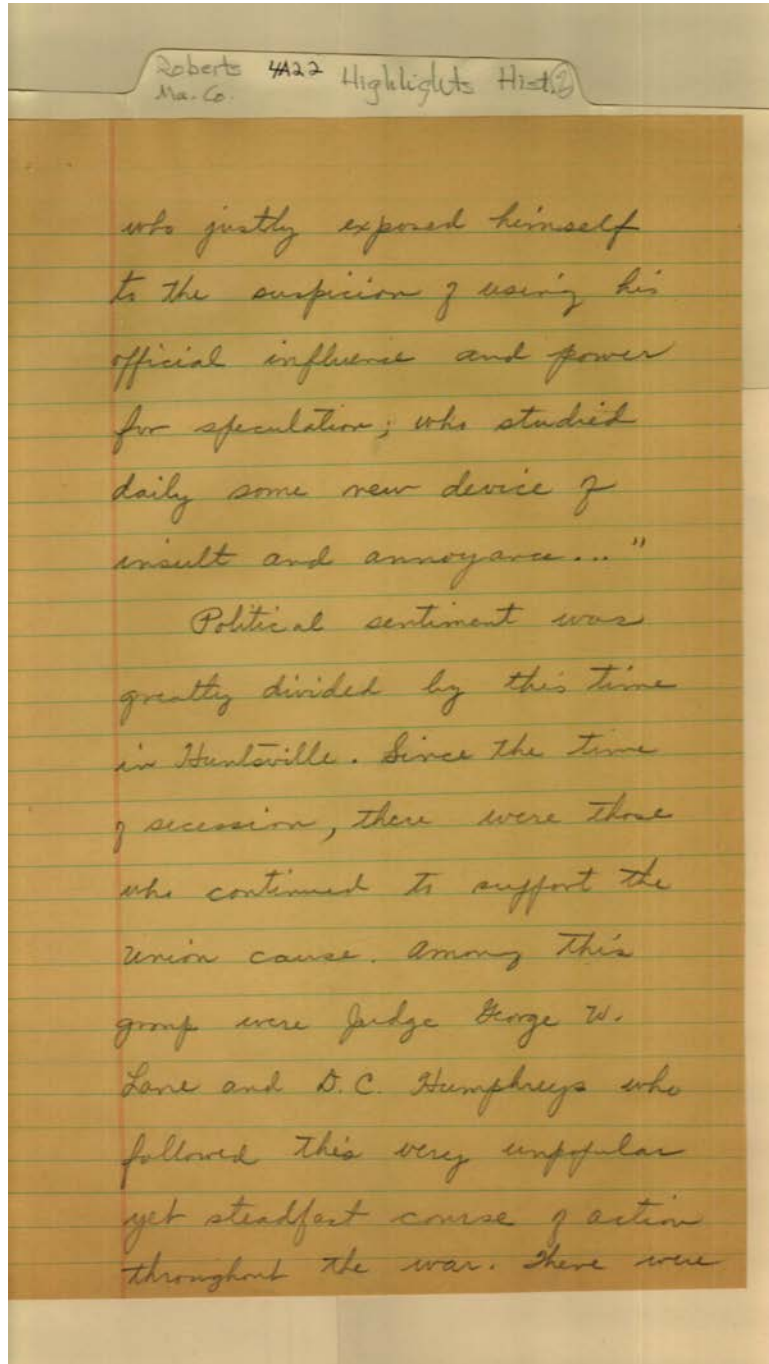 Roberts 4A22 Highlights Hist. 2
Ma. Co.
who justly exposed himself
to the suspicion of using his
official influence and power
for speculation; who studied
daily some new device of
insult and annoyance..."
Political sentiment was
greatly divided by this time
in Huntsville. Since the time
of secession, there were those
who continued to support the
Union cause. Among this
group were Judge George W.
Lane and D.C. Humphreys who
followed this very unpopular
yet steadfast course of action
throughout the war. There were